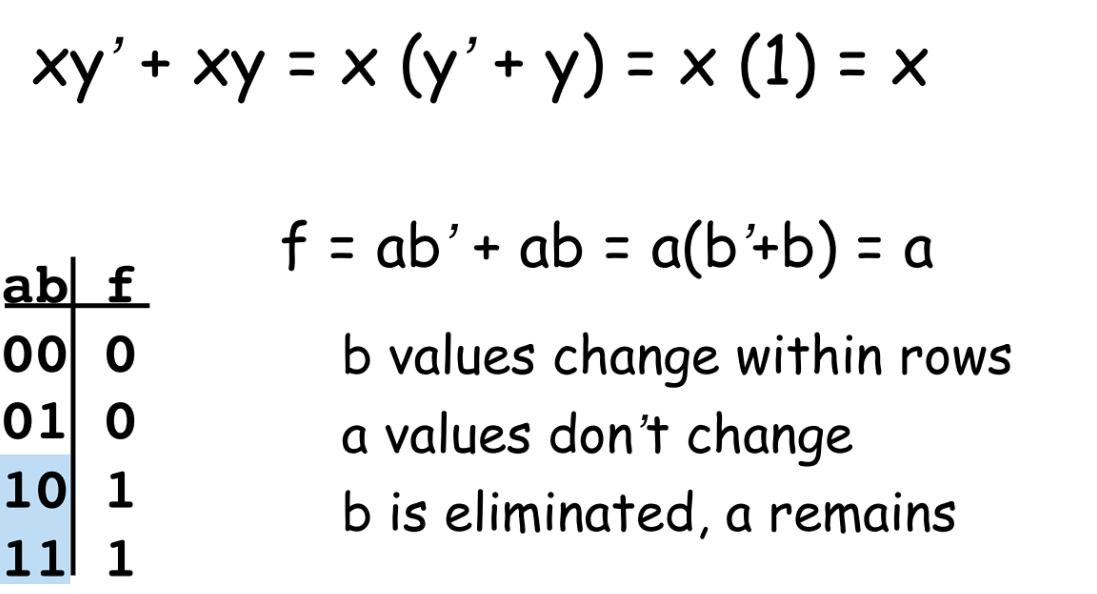 xy' + xy = x (y' + y) = x (1) = x
f = ab' + ab = a(b'+b) = a
ab f
00 0
01 0
10 1
11 1
b values change within rows
a values don't change
b is eliminated, a remains